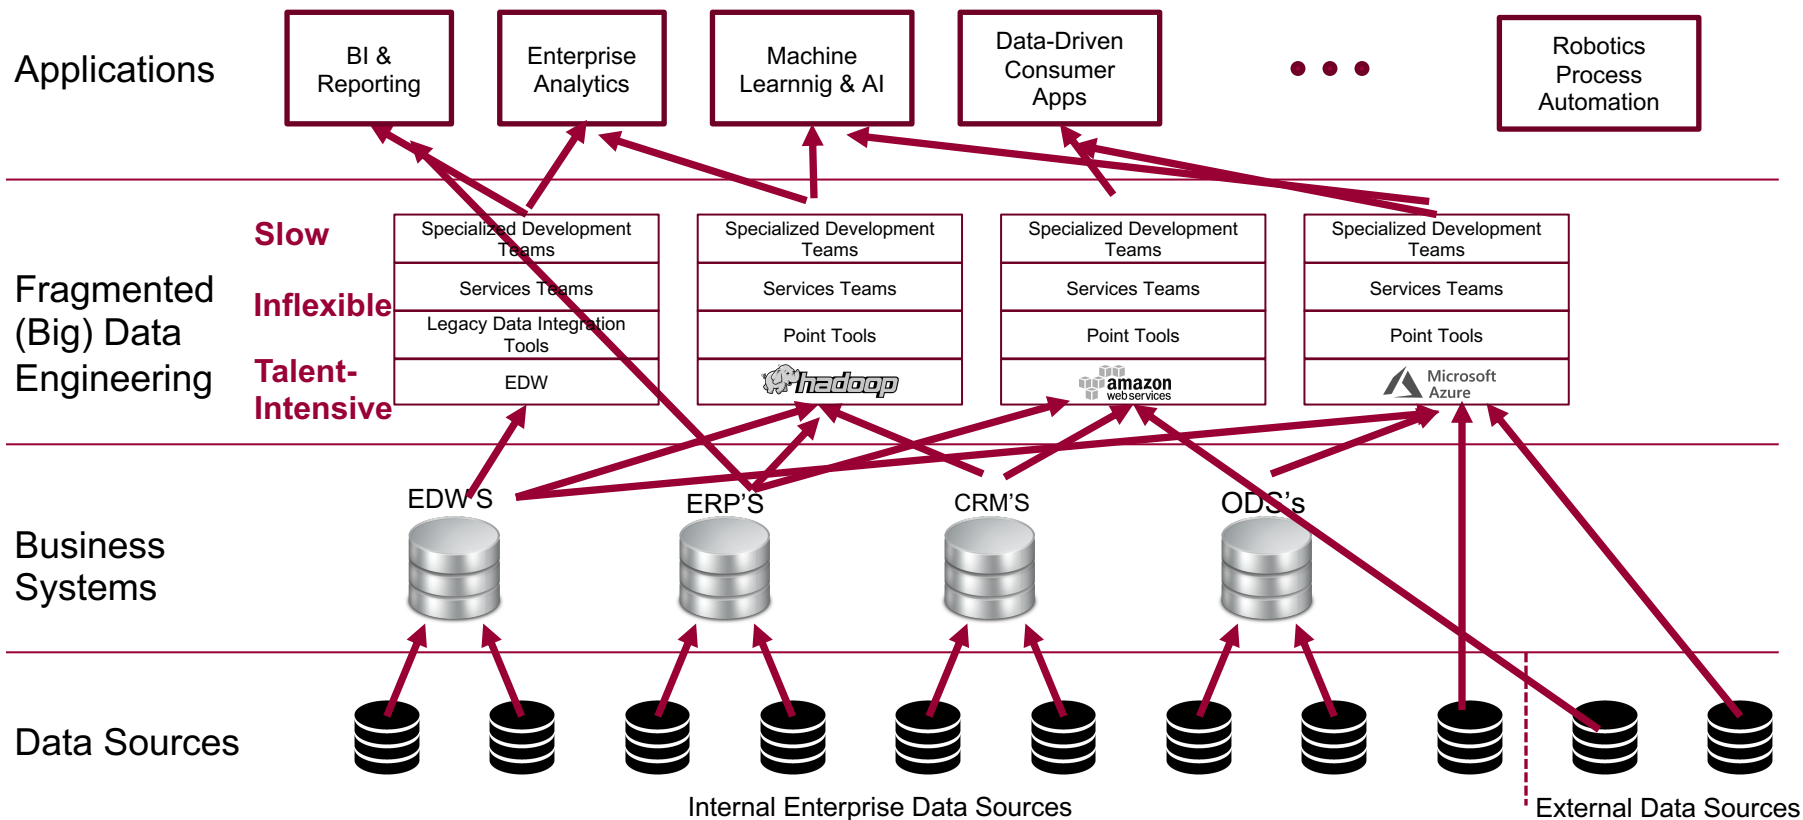 Applications
BI &
Reporting
Enterprise
Analytics
Machine
Learnnig & AI
Data-Driven
Consumer
Apps
Robotics
Process
Automation
Fragmented
(Big) Data
Engineering
Slow
Inflexible
Talent-
Intensive
Specialized Development
Teams
Services Teams
Legacy Data Integration
Tools
EDW
Specialized Development
Teams
Services Teams
Point Tools
hadoop
Specialized Development
Teams
Services Teams
Point Tools
amazon
webservices
Specialized Development
Teams
Services Teams
Point Tools
Microsoft
Azure
Business
Systems
EDW'S
ERP'S
CRM'S
ODS's
Data Sources
Internal Enterprise Data Sources
External Data Sources